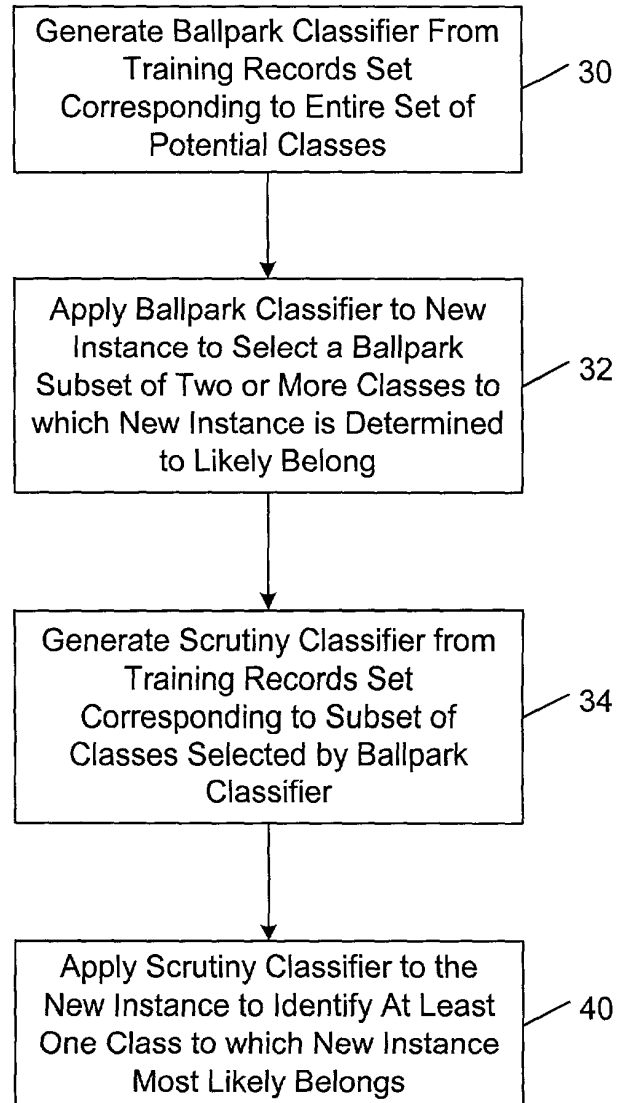 Generate Ballpark Classifier From
Training Records Set
Corresponding to Entire Set of
Potential Classes
30
Apply Ballpark Classifier to New
Instance to Select a Ballpark
Subset of Two or More Classes to
which New Instance is Determined
to Likely Belong
32
Generate Scrutiny Classifier from
Training Records Set
Corresponding to Subset of
Classes Selected by Ballpark
Classifier
34
Apply Scrutiny Classifier to the
New Instance to Identify At Least
One Class to which New Instance
Most Likely Belongs
40